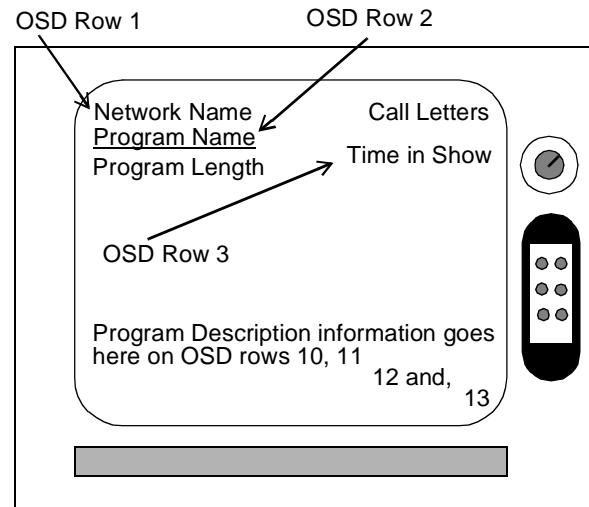 OSD Row 1
OSD Row 2
Network Name
Call Letters
Program Name
Program Length
Time in Show
OSD Row 3
Program Description information goes
here on OSD rows 10, 11
12 and,
13